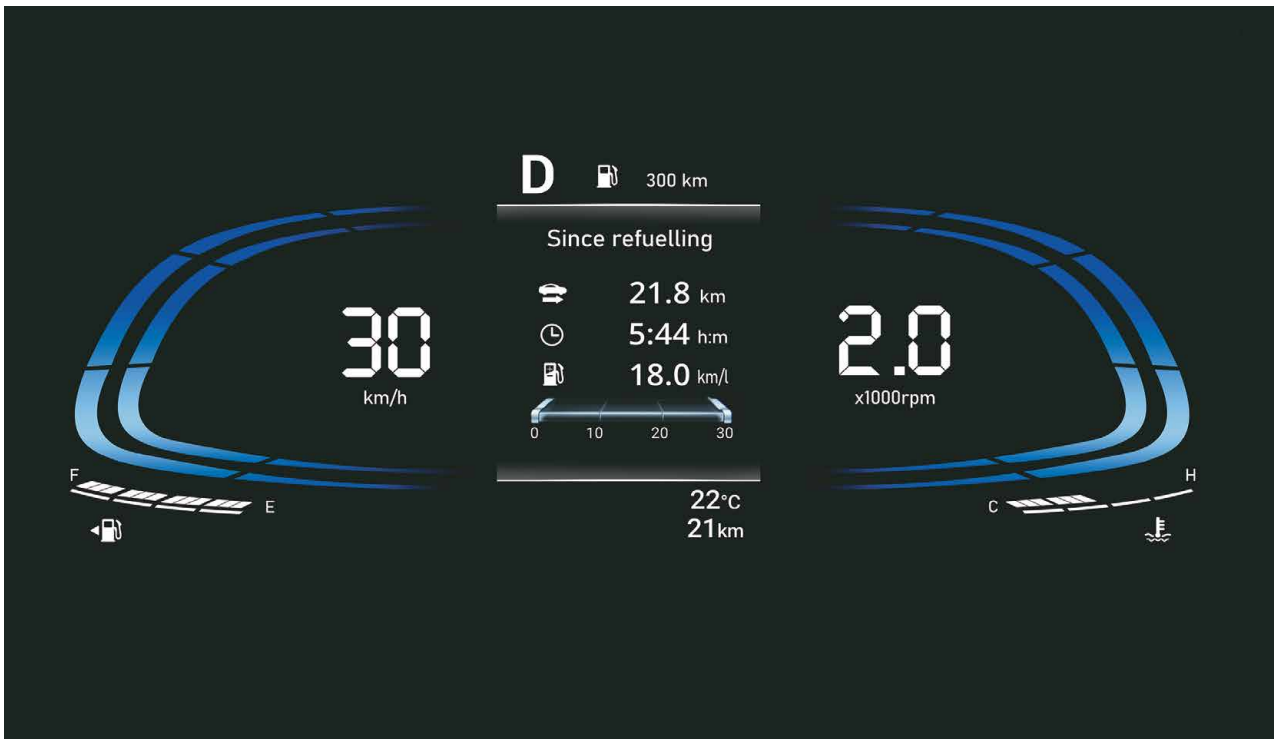 D 300 km
Since refuelling
21.8 km
5:44 h:m
18.0 km/l
0 10 20 30
30
km/h
2.0
x1000rpm
F
E
C
H
22°C
21km